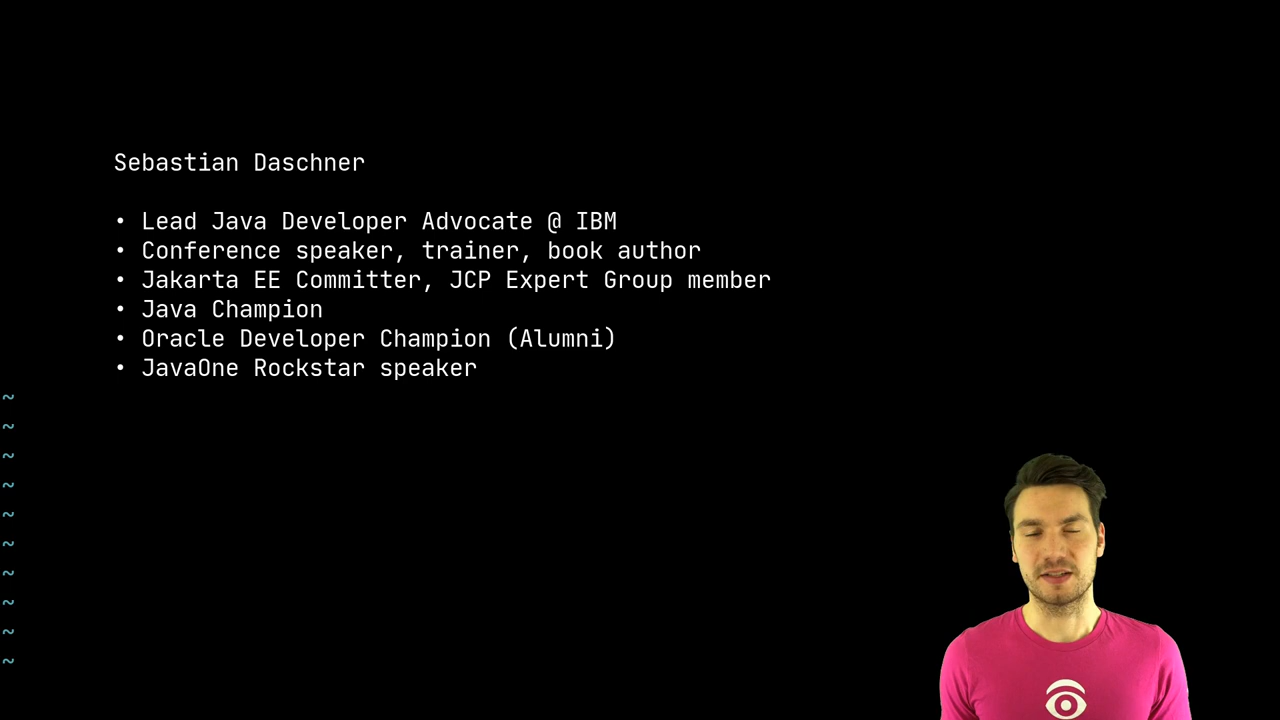 Sebastian Daschner
• Lead Java Developer Advocate @ IBM
• Conference speaker, trainer, book author
• Jakarta EE Committer, JCP Expert Group member
• Java Champion
• Oracle Developer Champion (Alumni)
• JavaOne Rockstar speaker
~
~
~
~
~
~
~
~
~
~